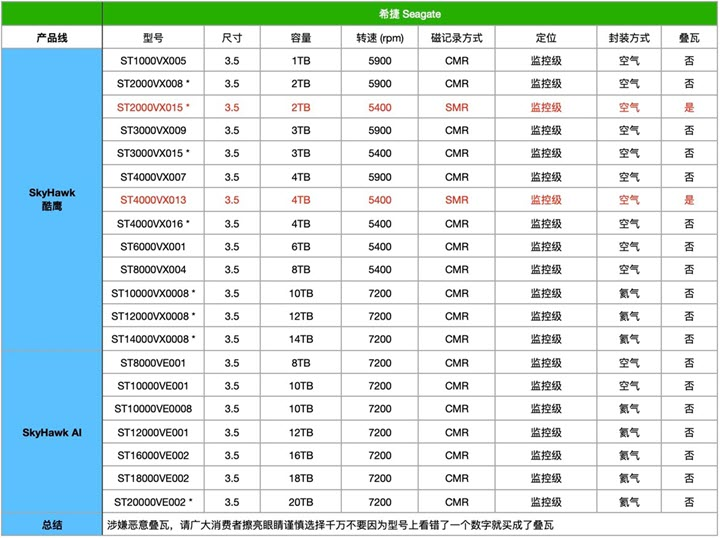 希捷 Seagate
产品线 型号 尺寸 容量 转速 (rpm) 磁记录方式 定位 封装方式 叠瓦
SkyHawk
酷鹰
ST1000VX005 3.5 1TB 5900 CMR 监控级 空气 否
ST2000VX008 * 3.5 2TB 5900 CMR 监控级 空气 否
ST2000VX015 * 3.5 2TB 5400 SMR 监控级 空气 是
ST3000VX009 3.5 3TB 5900 CMR 监控级 空气 否
ST3000VX015 * 3.5 3TB 5400 CMR 监控级 空气 否
ST4000VX007 3.5 4TB 5900 CMR 监控级 空气 否
ST4000VX013 3.5 4TB 5400 SMR 监控级 空气 是
ST4000VX016 * 3.5 4TB 5400 CMR 监控级 空气 否
ST6000VX001 3.5 6TB 5400 CMR 监控级 空气 否
ST8000VX004 3.5 8TB 5400 CMR 监控级 空气 否
ST10000VX0008 * 3.5 10TB 7200 CMR 监控级 氦气 否
ST12000VX0008 * 3.5 12TB 7200 CMR 监控级 氦气 否
ST14000VX0008 * 3.5 14TB 7200 CMR 监控级 氦气 否
SkyHawk AI
ST8000VE001 3.5 8TB 7200 CMR 监控级 空气 否
ST10000VE001 3.5 10TB 7200 CMR 监控级 空气 否
ST10000VE0008 3.5 10TB 7200 CMR 监控级 氦气 否
ST12000VE001 3.5 12TB 7200 CMR 监控级 氦气 否
ST16000VE002 3.5 16TB 7200 CMR 监控级 氦气 否
ST18000VE002 3.5 18TB 7200 CMR 监控级 氦气 否
ST20000VE002 * 3.5 20TB 7200 CMR 监控级 氦气 否
总结 涉嫌恶意叠瓦，请广大消费者擦亮眼睛谨慎选择千万不要因为型号上看错了一个数字就买成了叠瓦